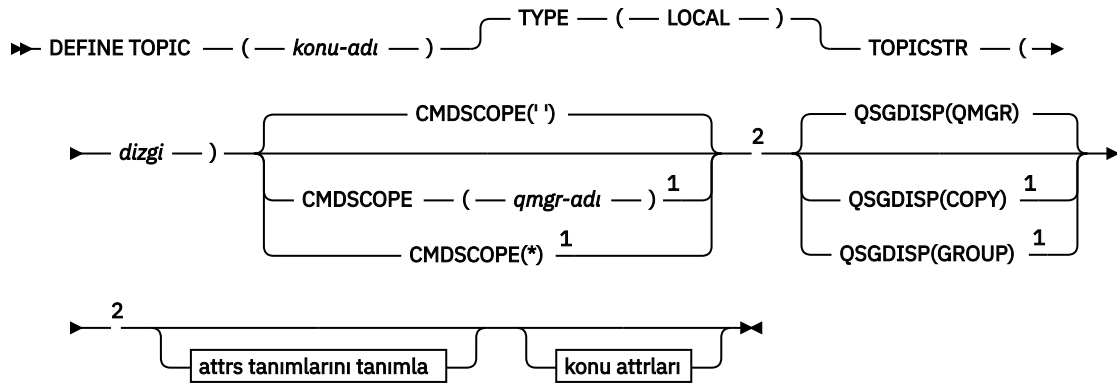 TYPE ( LOCAL )
DEFINE TOPIC ( konu-adı ) TOPICSTR (
CMDSCOPE(' ') QSGDISP(QMGR)
dizgi ) 2
CMDSCOPE ( qmgr-adı ) 1 QSGDISP(COPY) 1
CMDSCOPE(*) 1 QSGDISP(GROUP) 1
2
attrs tanımlarını tanımla konu attrları